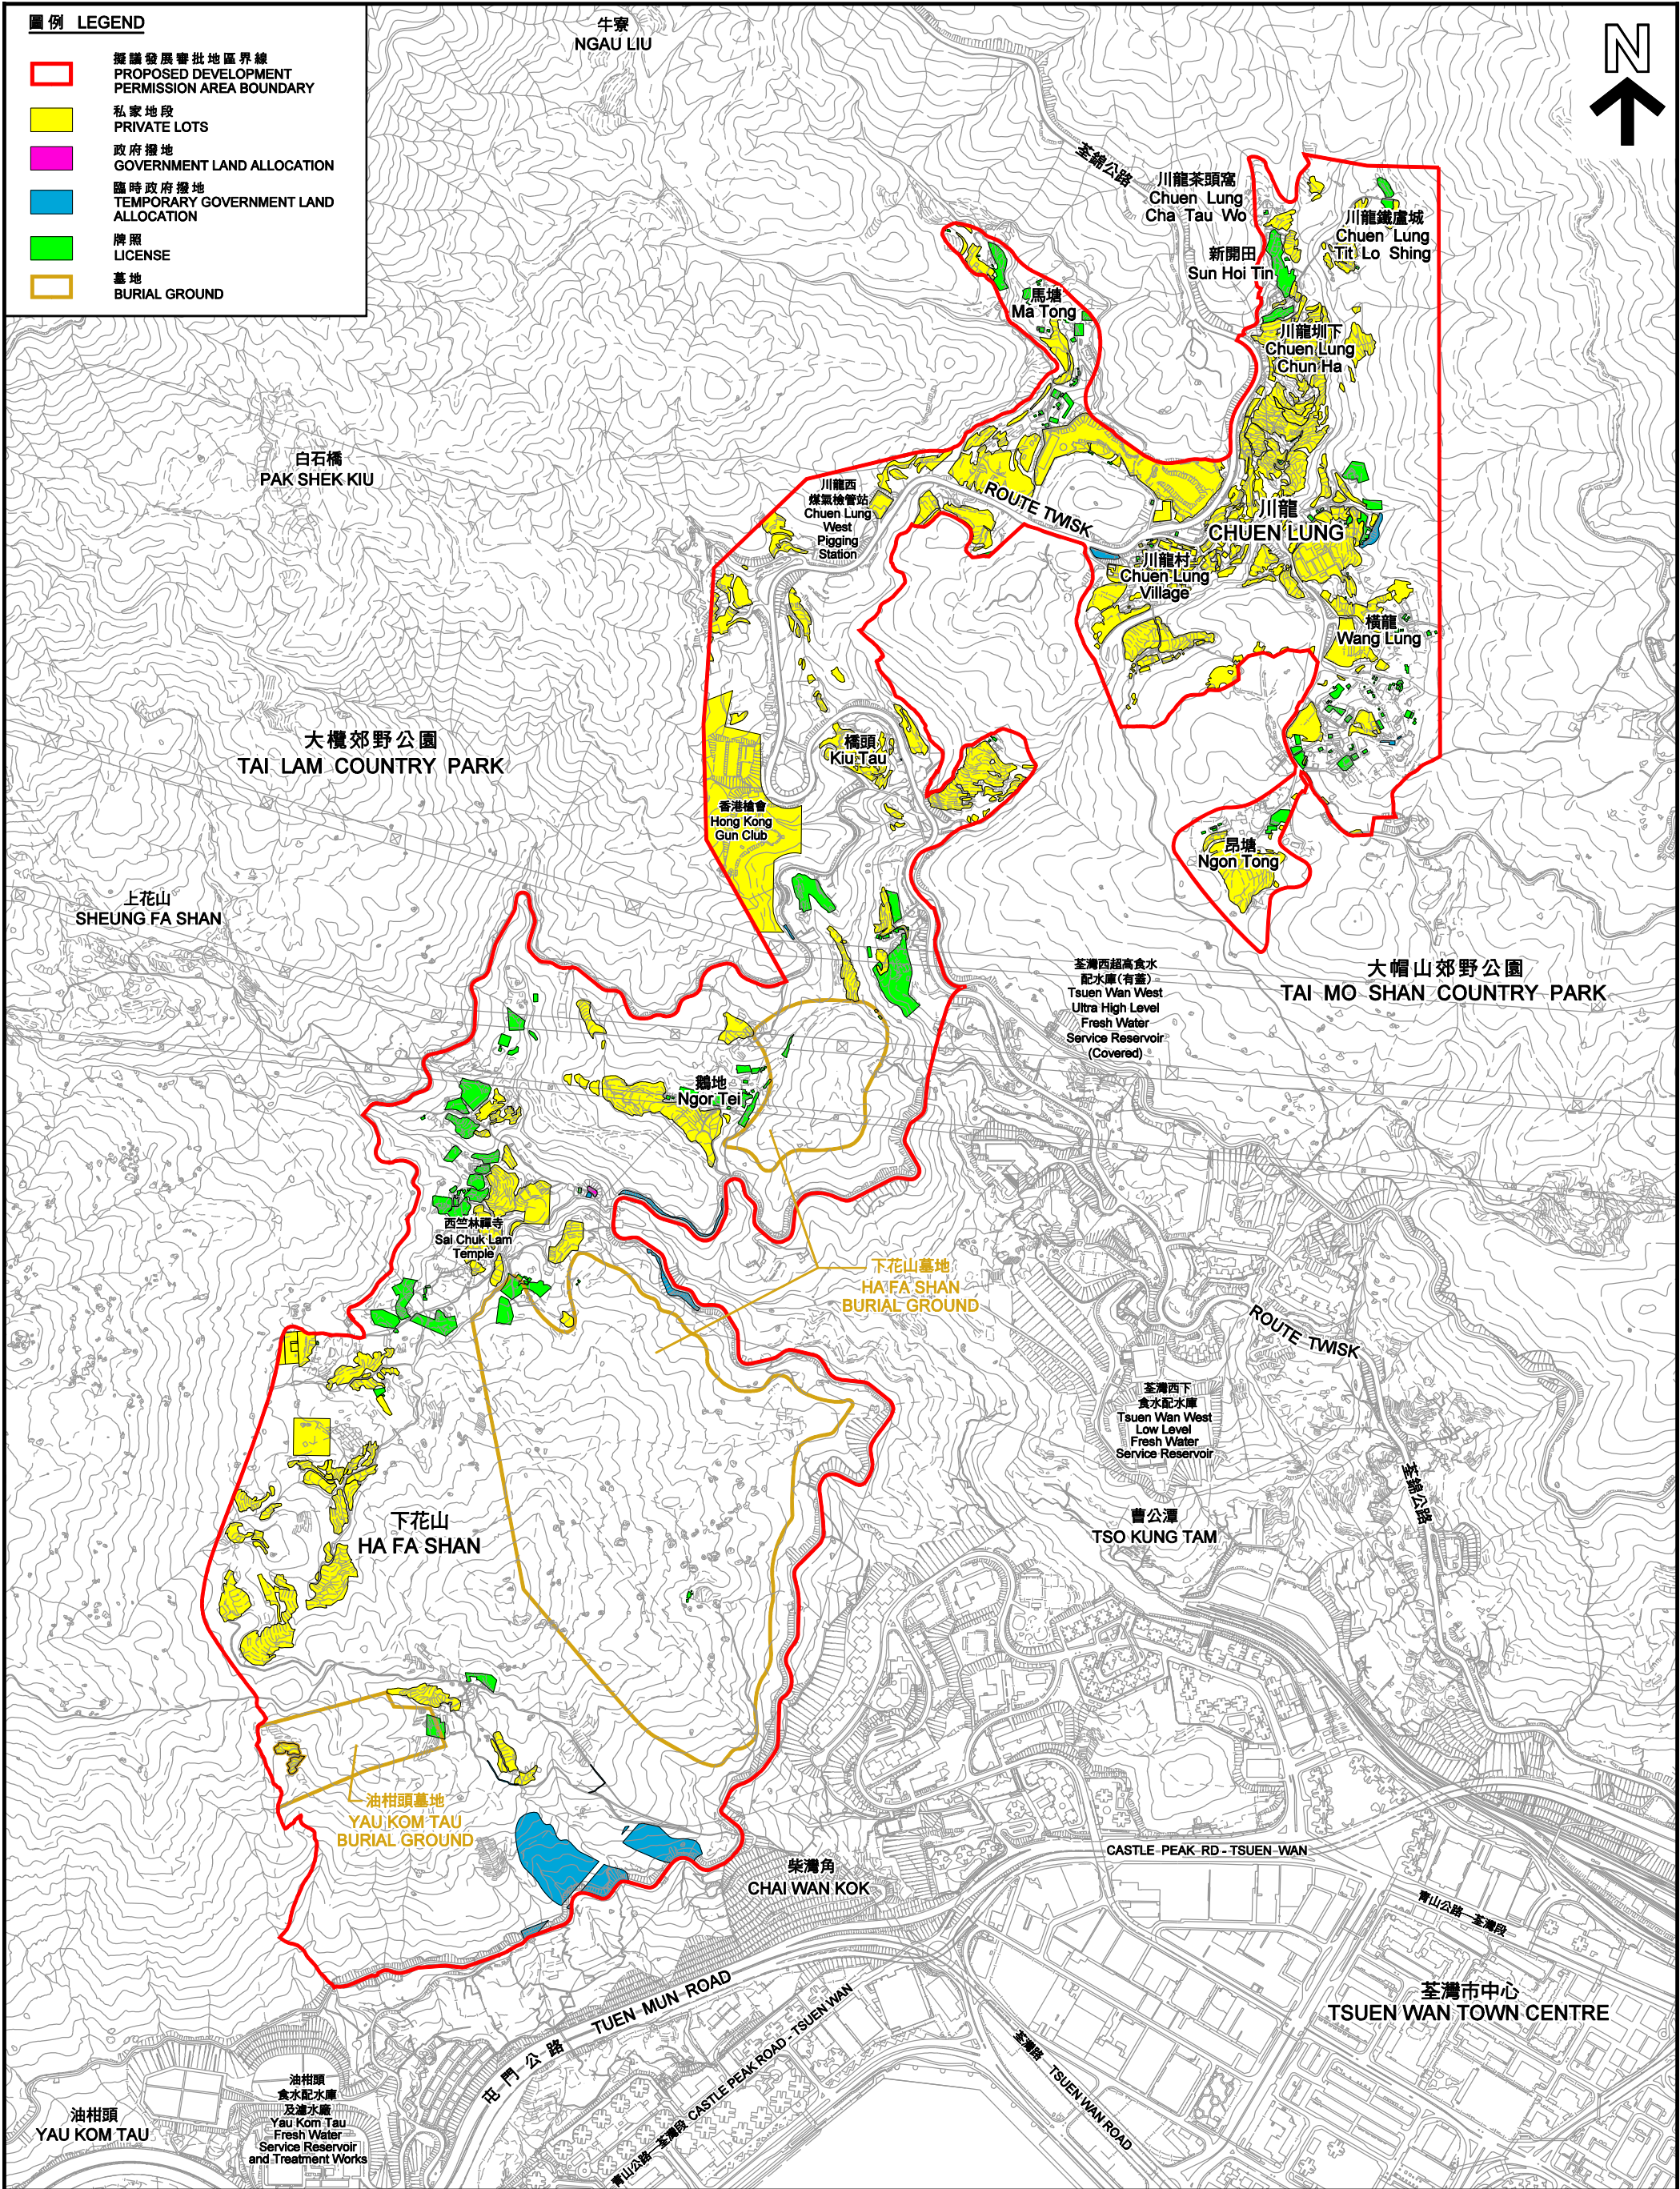 圖例 LEGEND
擬議發展審批地區界線
PROPOSED DEVELOPMENT
PERMISSION AREA BOUNDARY
私家地段
PRIVATE LOTS
政府撥地
GOVERNMENT LAND ALLOCATION
臨時政府撥地
TEMPORARY GOVERNMENT LAND
ALLOCATION
牌照
LICENSE
墓地
BURIAL GROUND
N
牛寮
NGAU LIU
荃錦公路
川龍茶頭窩
Chuen Lung
Cha Tau Wo
川龍鐵盧城
Chuen Lung
Tit Lo Shing
新開田
Sun Hoi Tin
馬塘
Ma Tong
川龍圳下
Chuen Lung
Chun Ha
白石橋
PAK SHEK KIU
川龍西
煤氣檢管站
Chuen Lung
West
Pigging
Station
ROUTE TWISK
川龍
CHUEN LUNG
川龍村
Chuen Lung
Village
橫龍
Wang Lung
大欖郊野公園
TAI LAM COUNTRY PARK
橋頭
Kiu Tau
香港槍會
Hong Kong
Gun Club
昂塘
Ngon Tong
上花山
SHEUNG FA SHAN
荃灣西超高食水
配水庫(有蓋)
Tsuen Wan West
Ultra High Level
Fresh Water
Service Reservoir
(Covered)
大帽山郊野公園
TAI MO SHAN COUNTRY PARK
鵝地
Ngor Tei
西竺林禪寺
Sai Chuk Lam
Temple
下花山墓地
HA FA SHAN
BURIAL GROUND
ROUTE TWISK
荃灣西下
食水配水庫
Tsuen Wan West
Low Level
Fresh Water
Service Reservoir
荃錦公路
曹公潭
TSO KUNG TAM
下花山
HA FA SHAN
油柑頭墓地
YAU KOM TAU
BURIAL GROUND
柴灣角
CHAI WAN KOK
CASTLE PEAK RD - TSUEN WAN
青山公路—荃灣段
荃灣市中心
TSUEN WAN TOWN CENTRE
屯門公路 TUEN MUN ROAD
青山公路—荃灣段 CASTLE PEAK ROAD - TSUEN WAN
荃灣路 TSUEN WAN ROAD
油柑頭
YAU KOM TAU
油柑頭
食水配水庫
及濾水廠
Yau Kom Tau
Fresh Water
Service Reservoir
and Treatment Works